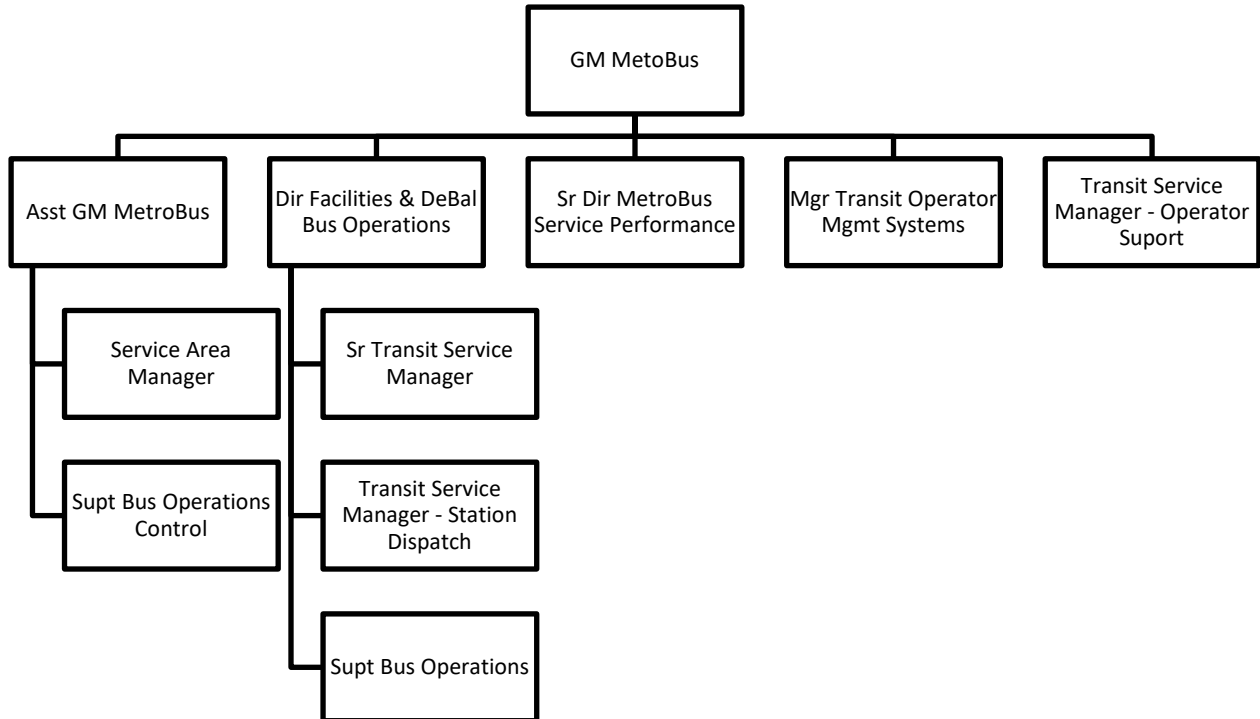 GM MetoBus
Asst GM MetroBus
Dir Facilities & DeBal
Bus Operations
Sr Dir MetroBus
Service Performance
Mgr Transit Operator
Mgmt Systems
Transit Service
Manager - Operator
Suport
Service Area
Manager
Supt Bus Operations
Control
Sr Transit Service
Manager
Transit Service
Manager - Station
Dispatch
Supt Bus Operations